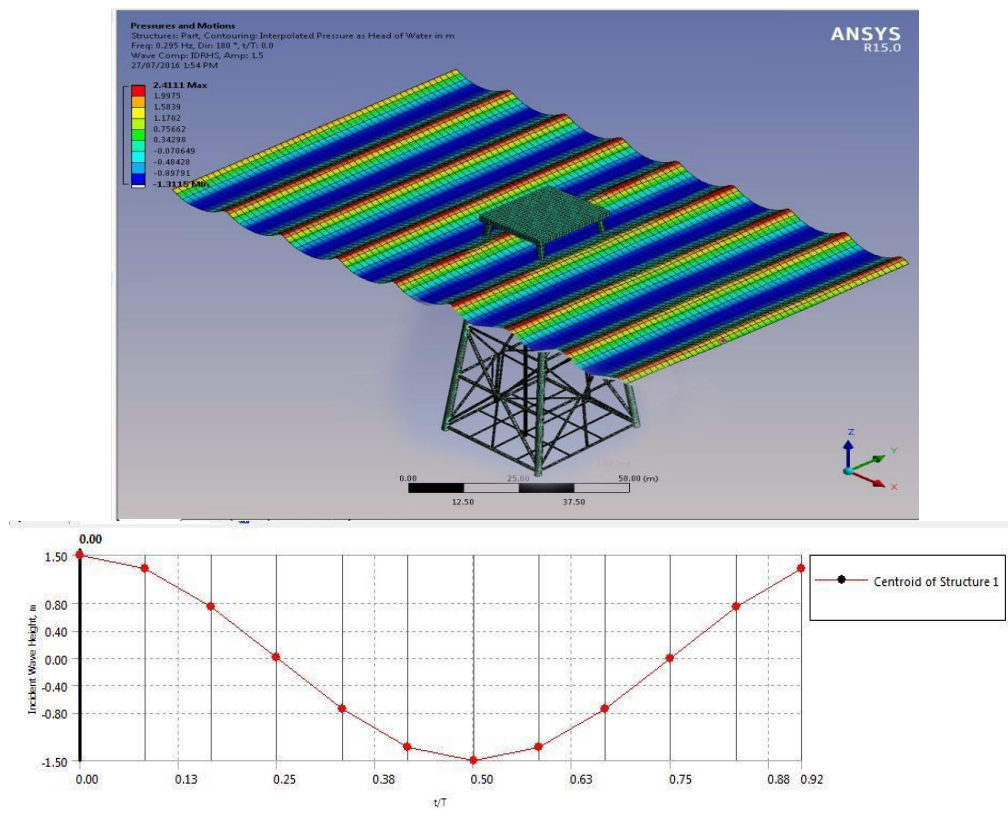 Pressures and Motions
Structures: Part, Contouring: Interpolated Pressure as Head of Water in m
Freq: 0.295 Hz, Dir: 180 °, t/T: 0.0
Wave Comp: IDRHS, Amp: 1.5
27/07/2016 1:54 PM
ANSYS
R15.0
2.4111 Max
1.9975
1.5839
1.1702
0.75662
0.34298
-0.070649
-0.48428
-0.89791
-1.3115 Min
Z
Y
X
0.00 25.00 50.00 (m)
12.50 37.50
0.00
1.50
0.80
0.40
0.00
-0.40
-0.80
-1.50
Incident Wave Height, m
0.00 0.13 0.25 0.38 0.50 0.63 0.75 0.88 0.92
t/T
Centroid of Structure 1